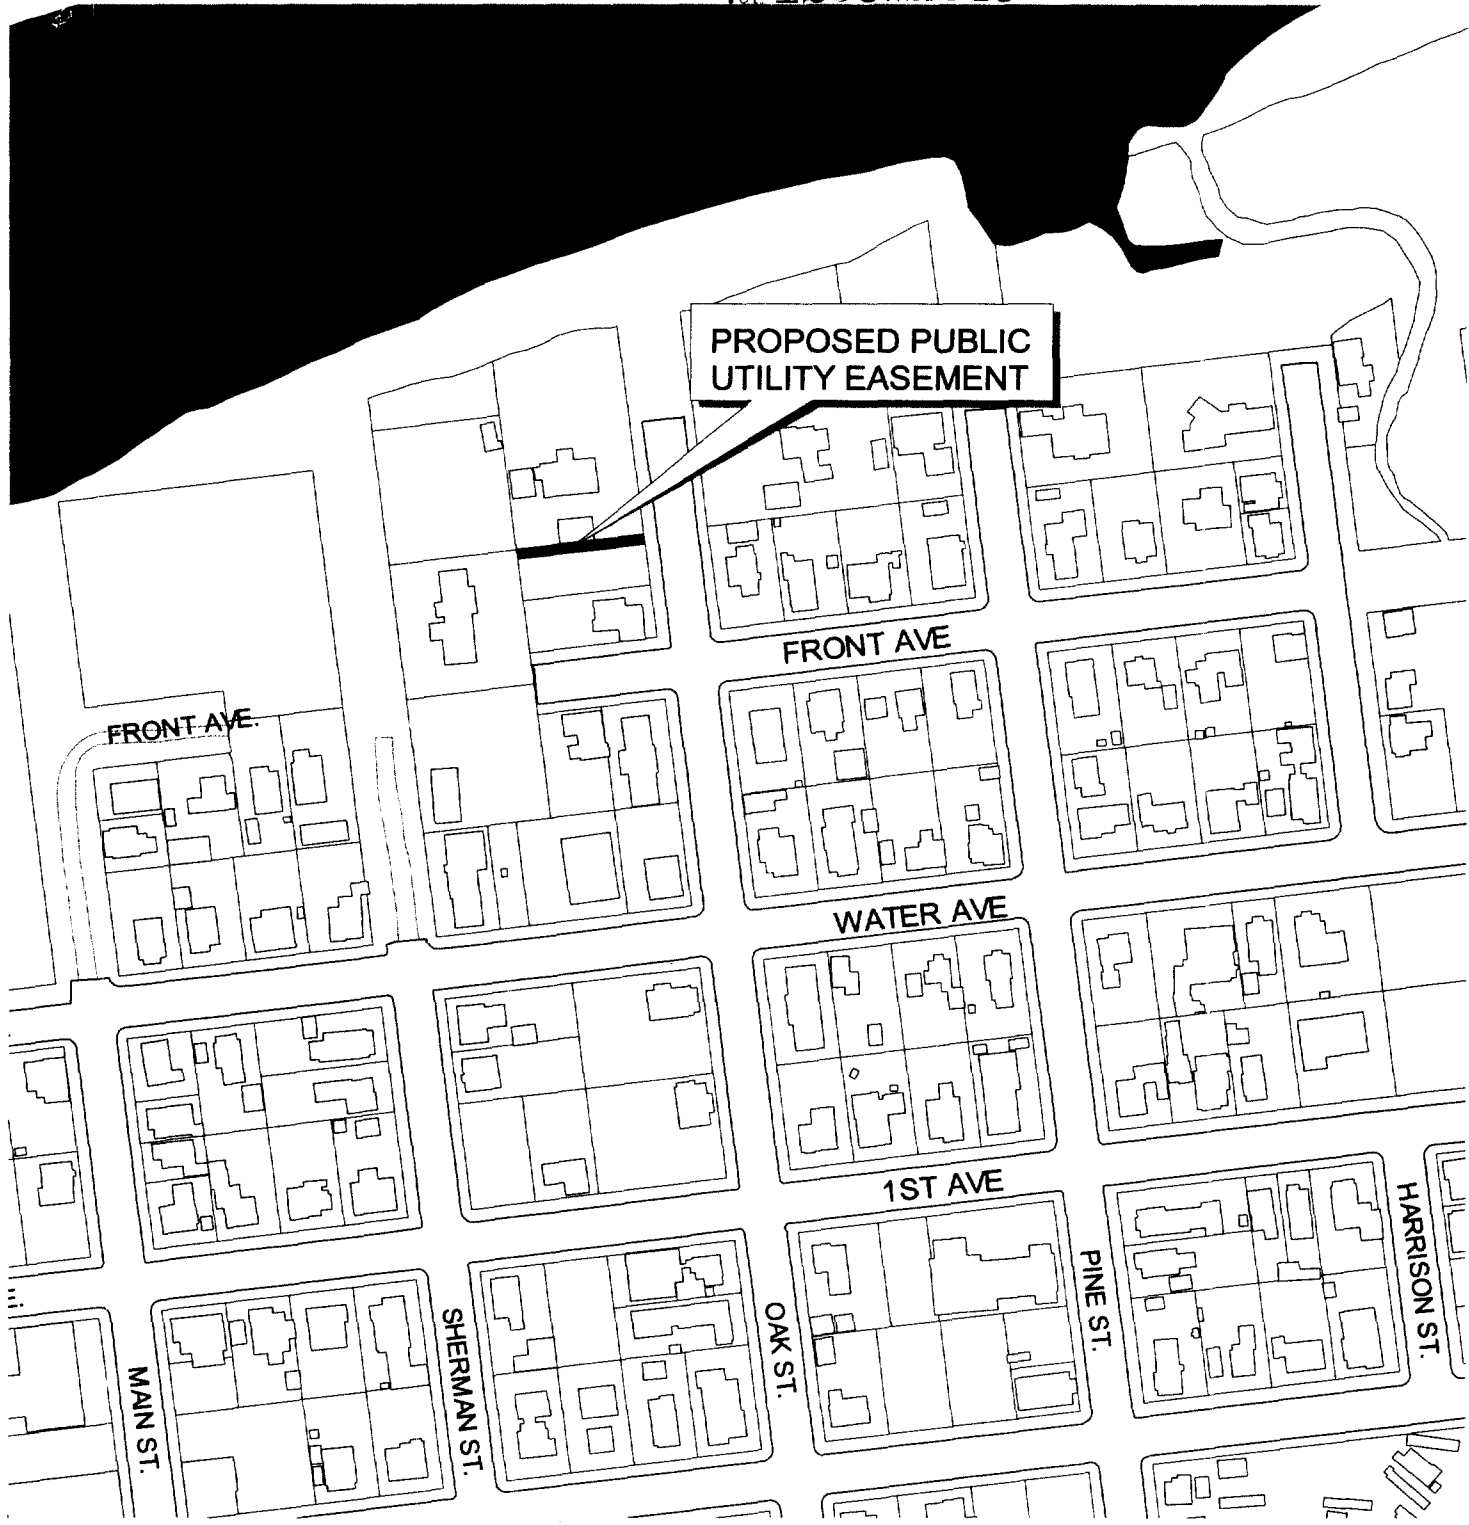 PROPOSED PUBLIC
UTILITY EASEMENT
FRONT AVE
FRONT AVE.
WATER AVE
1ST AVE
HARRISON ST.
PINE ST.
OAK ST.
SHERMAN ST.
MAIN ST.